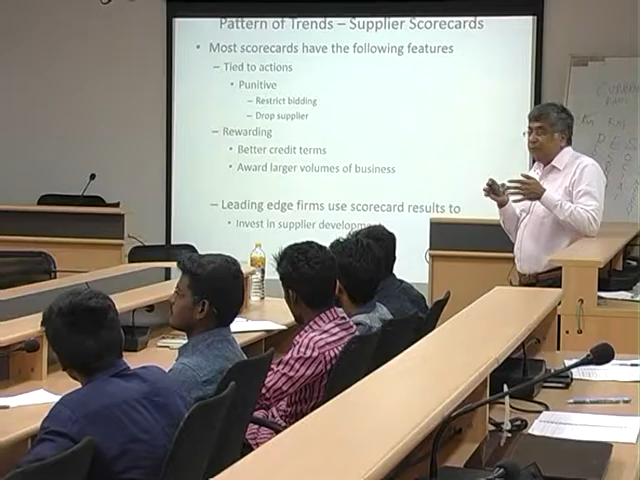 Pattern of Trends – Supplier Scorecards
• Most scorecards have the following features
– Tied to actions
• Punitive
– Restrict bidding
– Drop supplier
– Rewarding
• Better credit terms
• Award larger volumes of business
– Leading edge firms use scorecard results to
• Invest in supplier